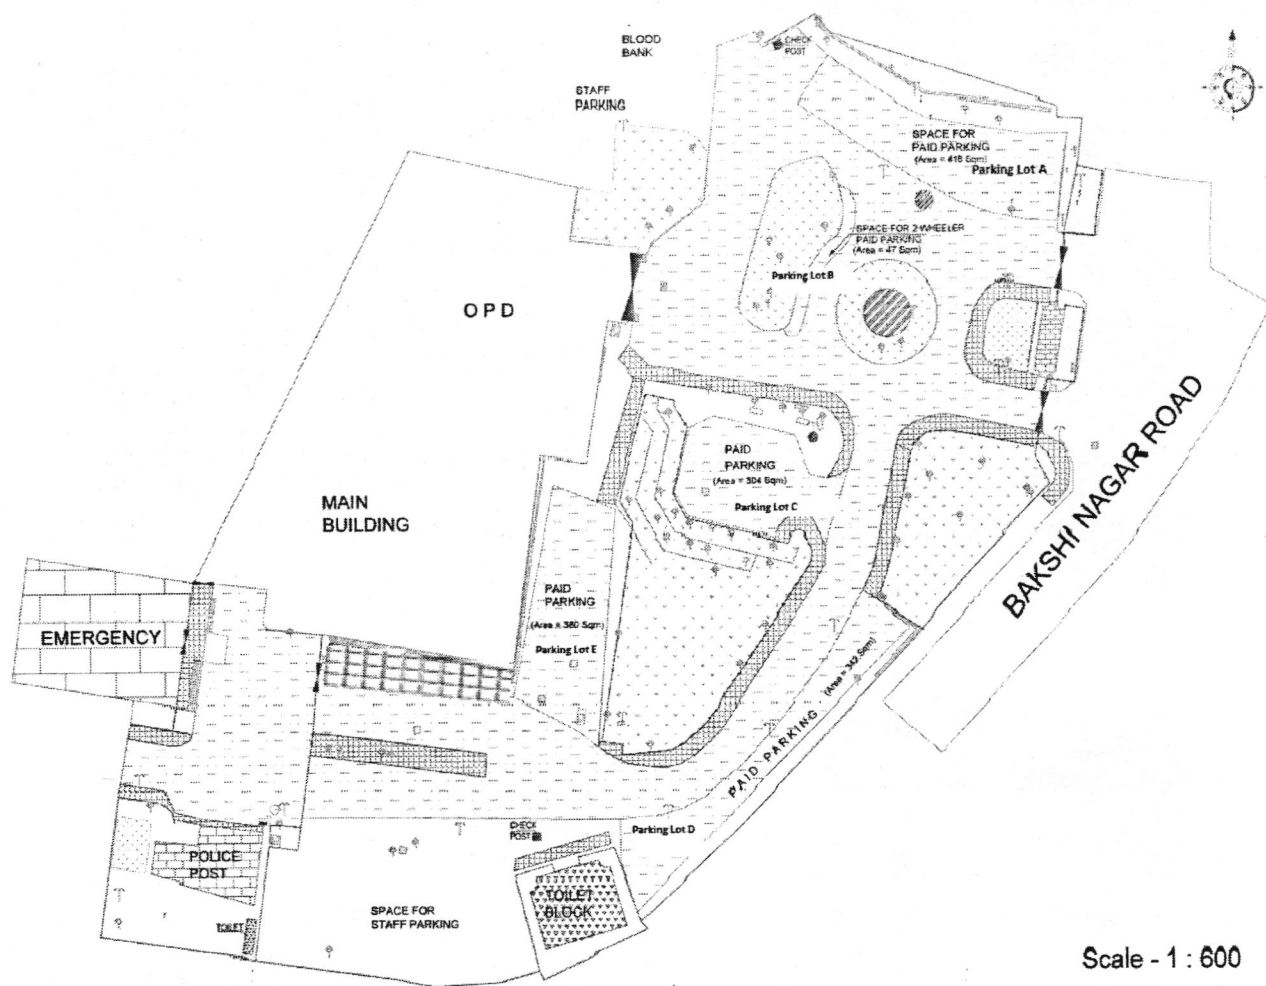 BLOOD
BANK
CHECK
POST
STAFF
PARKING
SPACE FOR
PAID PARKING
(Area = 418 Sqm)
Parking Lot A
SPACE FOR 2 WHEELER
PAID PARKING
(Area = 47 Sqm)
Parking Lot B
O P D
BAKSHI NAGAR ROAD
PAID
PARKING
(Area = 304 Sqm)
Parking Lot C
MAIN
BUILDING
PAID
PARKING
(Area = 380 Sqm)
Parking Lot E
EMERGENCY
PAID PARKING
(Area = 342 Sqm)
CHECK
POST
Parking Lot D
POLICE
POST
TOILET
BLOCK
SPACE FOR
STAFF PARKING
TOILET
Scale - 1 : 600